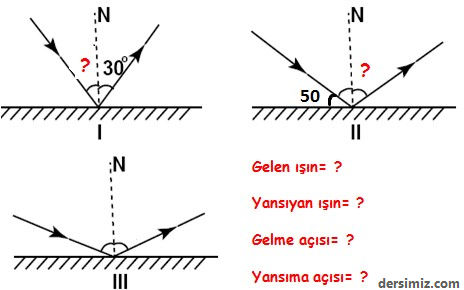 N
? 30°
I
N
?
50
II
N
III
Gelen ışın= ?
Yansıyan ışın= ?
Gelme açısı= ?
Yansıma açısı= ?
dersimiz.com